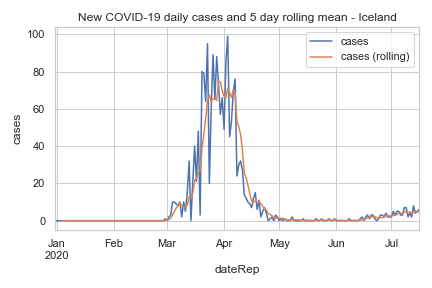 New COVID-19 daily cases and 5 day rolling mean - Iceland
cases
cases (rolling)
100
80
60
40
20
0
cases
Jan
2020
Feb
Mar
Apr
May
Jun
Jul
dateRep